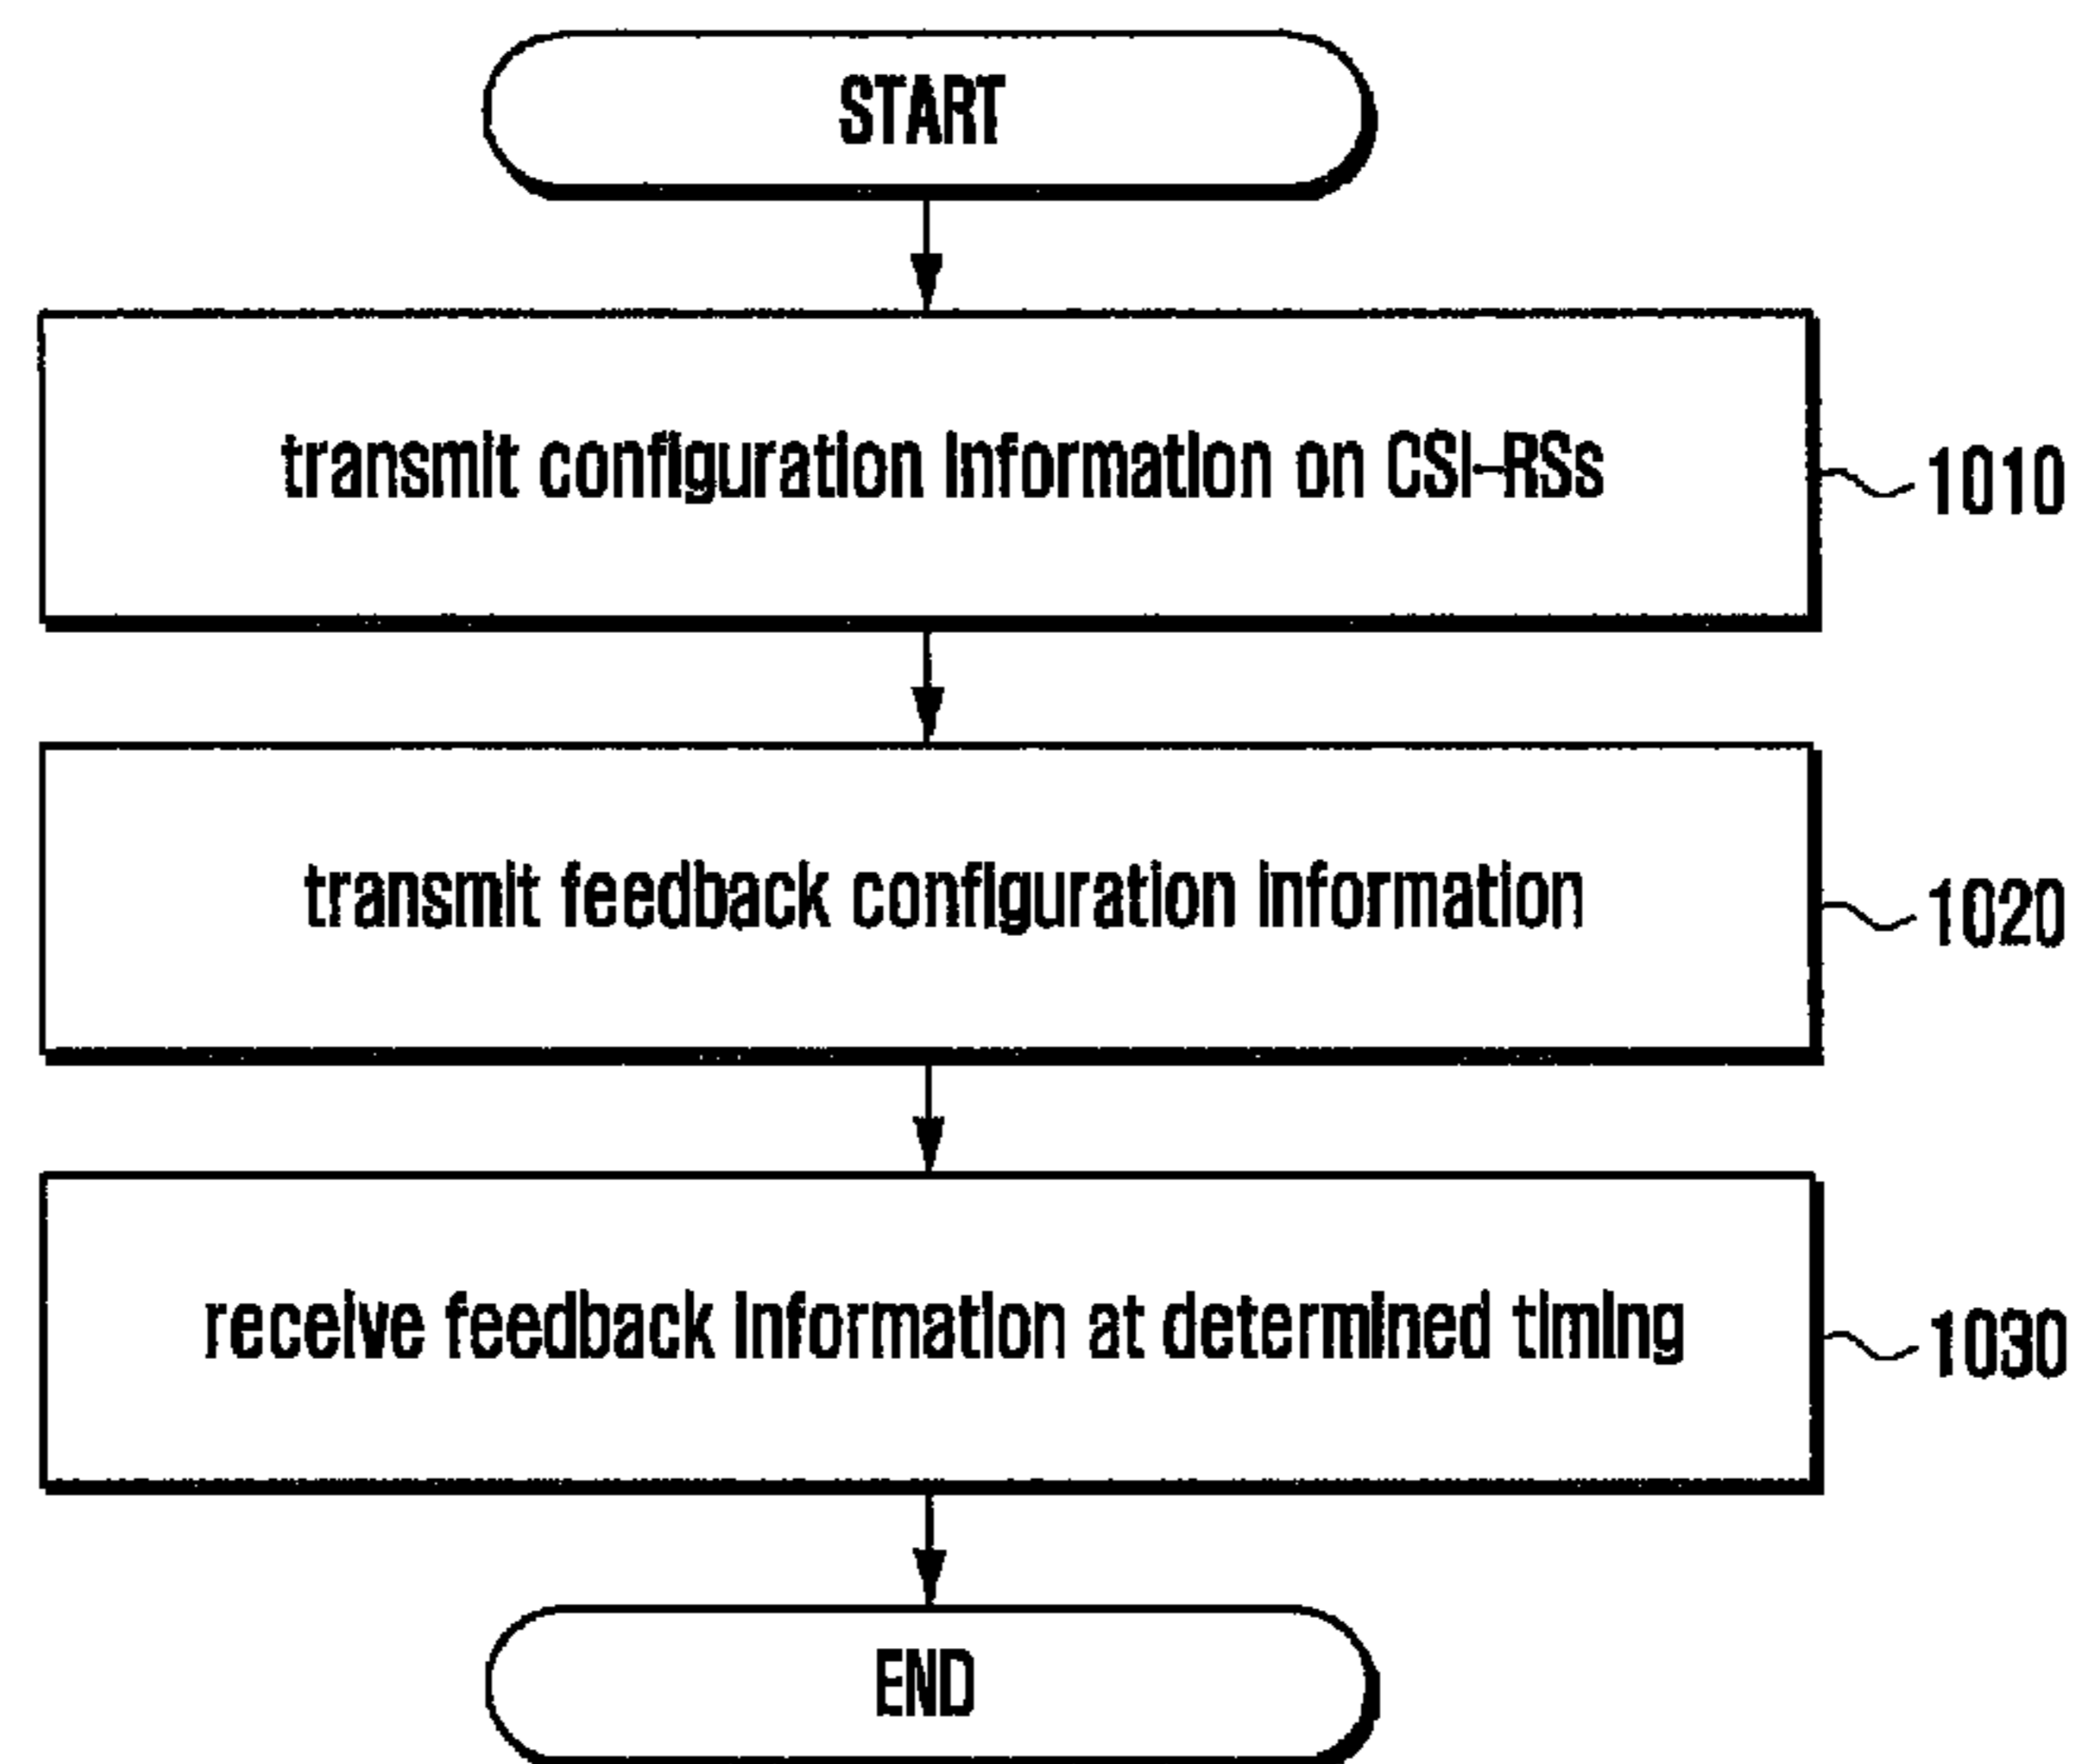 START
transmit configuration information on CSI-RSs
1010
transmit feedback configuration information
1020
receive feedback information at determined timing
1030
END